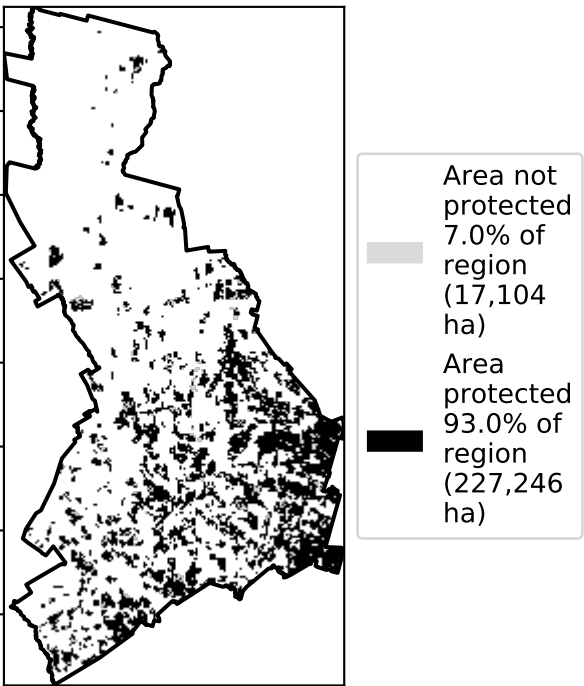 Area not
protected
7.0% of
region
(17,104
ha)
Area
protected
93.0% of
region
(227,246
ha)